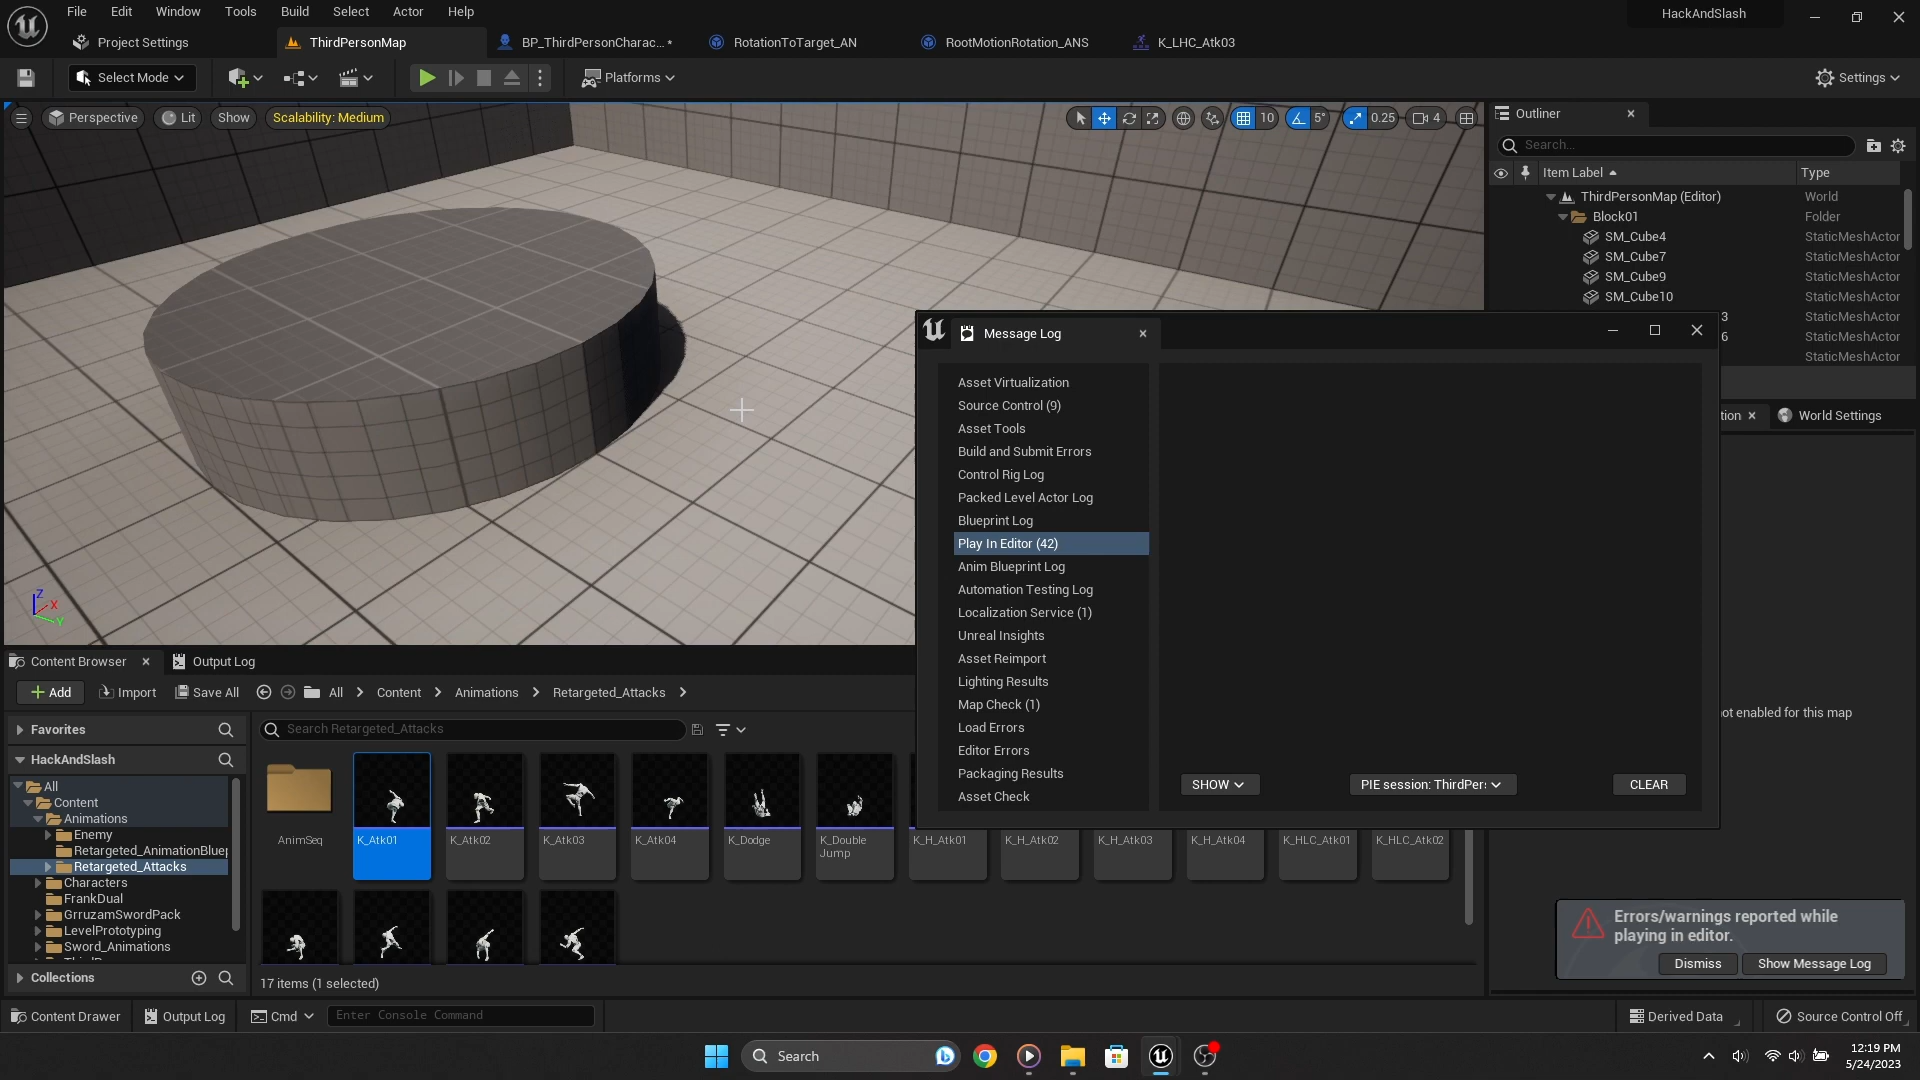 File Edit Window Tools Build Select Actor Help
HackAndSlash
Project Settings
ThirdPersonMap
BP_ThirdPersonCharac...*
RotationToTarget_AN
RootMotionRotation_ANS
K_LHC_Atk03
Select Mode
Platforms
Settings
Perspective
Lit
Show
Scalability: Medium
10
5°
0.25
4
Outliner
Search...
Item Label
Type
ThirdPersonMap (Editor) World
Block01 Folder
SM_Cube4 StaticMeshActor
SM_Cube7 StaticMeshActor
SM_Cube9 StaticMeshActor
SM_Cube10 StaticMeshActor
3 StaticMeshActor
6 StaticMeshActor
StaticMeshActor
tion
World Settings
not enabled for this map
Message Log
Asset Virtualization
Source Control (9)
Asset Tools
Build and Submit Errors
Control Rig Log
Packed Level Actor Log
Blueprint Log
Play In Editor (42)
Anim Blueprint Log
Automation Testing Log
Localization Service (1)
Unreal Insights
Asset Reimport
Lighting Results
Map Check (1)
Load Errors
Editor Errors
Packaging Results
Asset Check
SHOW
PIE session: ThirdPer
CLEAR
Z
X
Y
Content Browser
Output Log
Add
Import
Save All
All
Content
Animations
Retargeted_Attacks
Favorites
HackAndSlash
All
Content
Animations
Enemy
Retargeted_AnimationBluep
Retargeted_Attacks
Characters
FrankDual
GrruzamSwordPack
LevelPrototyping
Sword_Animations
Collections
Search Retargeted_Attacks
AnimSeq
K_Atk01
K_Atk02
K_Atk03
K_Atk04
K_Dodge
K_Double
Jump
K_H_Atk01
K_H_Atk02
K_H_Atk03
K_H_Atk04
K_HLC_Atk01
K_HLC_Atk02
17 items (1 selected)
Errors/warnings reported while
playing in editor.
Dismiss
Show Message Log
Content Drawer
Output Log
Cmd
Enter Console Command
Derived Data
Source Control Off
Search
12:19 PM
5/24/2023